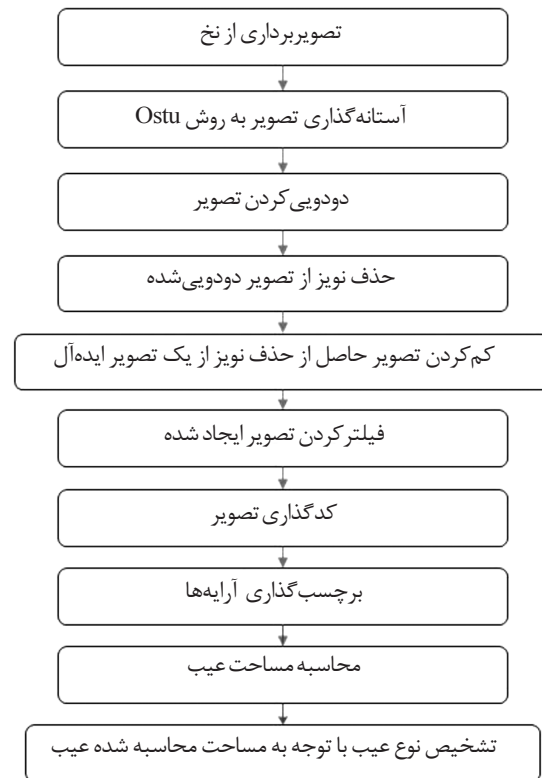 تصویربرداری از نخ
آستانه‌گذاری تصویر به روش Ostu
دودویی‌کردن تصویر
حذف نویز از تصویر دودویی‌شده
کم‌کردن تصویر حاصل از حذف نویز از یک تصویر ایده‌آل
فیلترکردن تصویر ایجاد شده
کدگذاری تصویر
برچسب‌گذاری آرایه‌ها
محاسبه مساحت عیب
تشخیص نوع عیب با توجه به مساحت محاسبه شده عیب